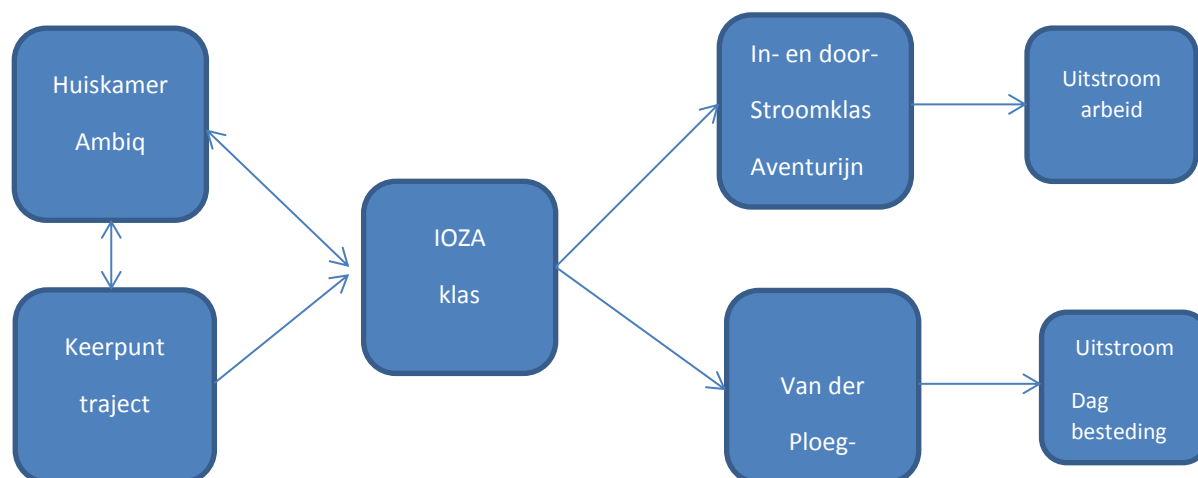 Huiskamer
Ambiq
Keerpunt
traject
IOZA
klas
In- en door-
Stroomklas
Aventurijn
Van der
Ploeg-
Uitstroom
arbeid
Uitstroom
Dag
besteding